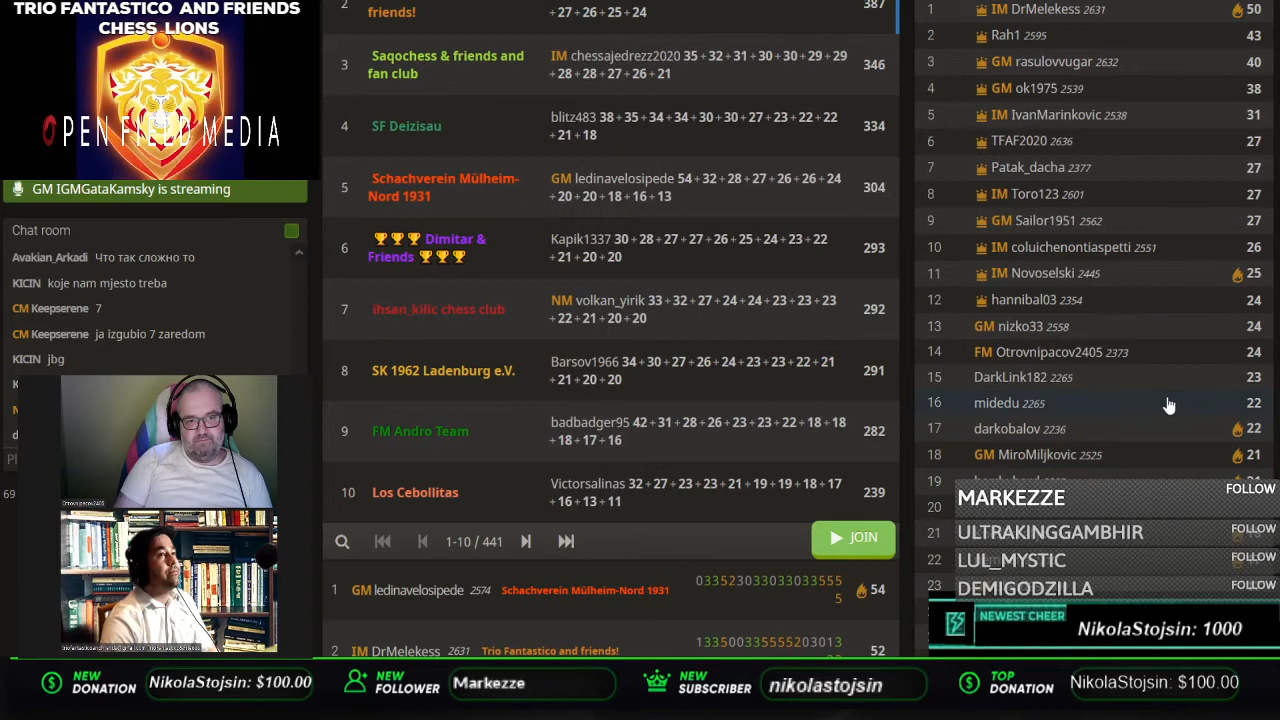 TRIO FANTASTICO AND FRIENDS
CHESS LIONS
OPEN FIELD MEDIA
GM IGMGataKamsky is streaming
Chat room
Avakian_Arkadi Что так сложно то
KICIN koje nam mjesto treba
CM Keepserene 7
CM Keepserene ja izgubio 7 zaredom
KICIN jbg
69
Otrovnipacov2405
2 friends! +27+26+25+24 387
3 Saqochess & friends and fan club IM chessajedrezz2020 35+32+31+30+30+29+29
+28+28+27+26+21 346
4 SF Deizisau blitz483 38+35+34+34+30+30+27+23+22+22
+21+18 334
5 Schachverein Mülheim-Nord 1931 GM ledinavelosipede 54+32+28+27+26+26+24
+20+20+18+16+13 304
6 🏆🏆🏆 Dimitar & Friends 🏆🏆🏆 Kapik1337 30+28+27+27+26+25+24+23+22
+21+20+20 293
7 ihsan_kilic chess club NM volkan_yirik 33+32+27+24+24+23+23+23
+22+21+20+20 292
8 SK 1962 Ladenburg e.V. Barsov1966 34+30+27+26+24+23+23+22+21
+21+20+20 291
9 FM Andro Team badbadger95 42+31+28+26+23+23+22+18+18
+18+17+16 282
10 Los Cebollitas Victorsalinas 32+27+23+23+21+19+19+18+17
+16+13+11 239
1-10 / 441
JOIN
1 GM ledinavelosipede 2574 Schachverein Mülheim-Nord 1931 033523033033033555
5 54
2 IM DrMelekess 2631 Trio Fantastico and friends! 133500335555203013 52
1 IM DrMelekess 2631 50
2 Rah1 2595 43
3 GM rasulovvugar 2632 40
4 GM ok1975 2539 38
5 IM IvanMarinkovic 2538 31
6 TFAF2020 2636 27
7 Patak_dacha 2377 27
8 IM Toro123 2601 27
9 GM Sailor1951 2562 27
10 IM coluichenontiaspetti 2551 26
11 IM Novoselski 2445 25
12 hannibal03 2354 24
13 GM nizko33 2558 24
14 FM Otrovnipacov2405 2373 24
15 DarkLink182 2265 23
16 midedu 2265 22
17 darkobalov 2236 22
18 GM MiroMiljkovic 2525 21
19
20
21
22
23
MARKEZZE FOLLOW
ULTRAKINGGAMBHIR FOLLOW
LUL_MYSTIC FOLLOW
DEMIGODZILLA FOLLOW
NEWEST CHEER
NikolaStojsin: 1000
NEW DONATION NikolaStojsin: $100.00
NEW FOLLOWER Markezze
NEW SUBSCRIBER nikolastojsin
TOP DONATION NikolaStojsin: $100.00